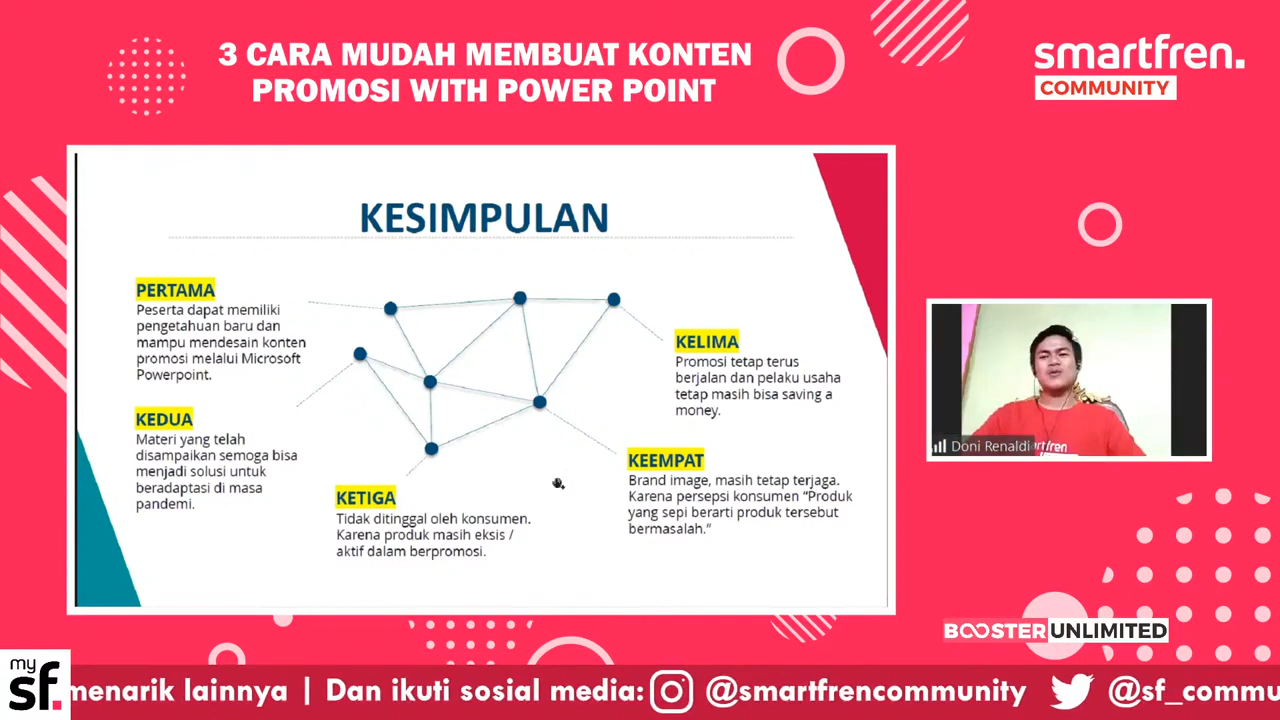 3 CARA MUDAH MEMBUAT KONTEN
PROMOSI WITH POWER POINT
smartfren.
COMMUNITY
KESIMPULAN
PERTAMA
Peserta dapat memiliki
pengetahuan baru dan
mampu mendesain konten
promosi melalui Microsoft
Powerpoint.
KEDUA
Materi yang telah
disampaikan semoga bisa
menjadi solusi untuk
beradaptasi di masa
pandemi.
KETIGA
Tidak ditinggal oleh konsumen.
Karena produk masih eksis /
aktif dalam berpromosi.
KEEMPAT
Brand image, masih tetap terjaga.
Karena persepsi konsumen “Produk
yang sepi berarti produk tersebut
bermasalah.”
KELIMA
Promosi tetap terus
berjalan dan pelaku usaha
tetap masih bisa saving a
money.
Doni Renaldi
BOOSTER UNLIMITED
my
sf.
menarik lainnya | Dan ikuti sosial media: @smartfrencommunity @sf_commu